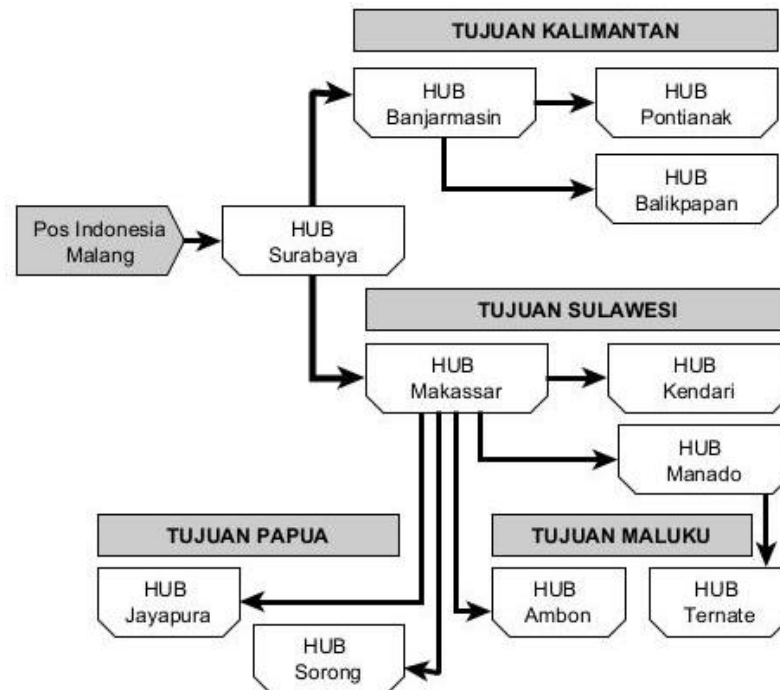 TUJUAN KALIMANTAN
HUB
Banjarmasin
HUB
Pontianak
HUB
Balikpapan
Pos Indonesia
Malang
HUB
Surabaya
TUJUAN SULAWESI
HUB
Makassar
HUB
Kendari
HUB
Manado
TUJUAN PAPUA
TUJUAN MALUKU
HUB
Jayapura
HUB
Ambon
HUB
Ternate
HUB
Sorong